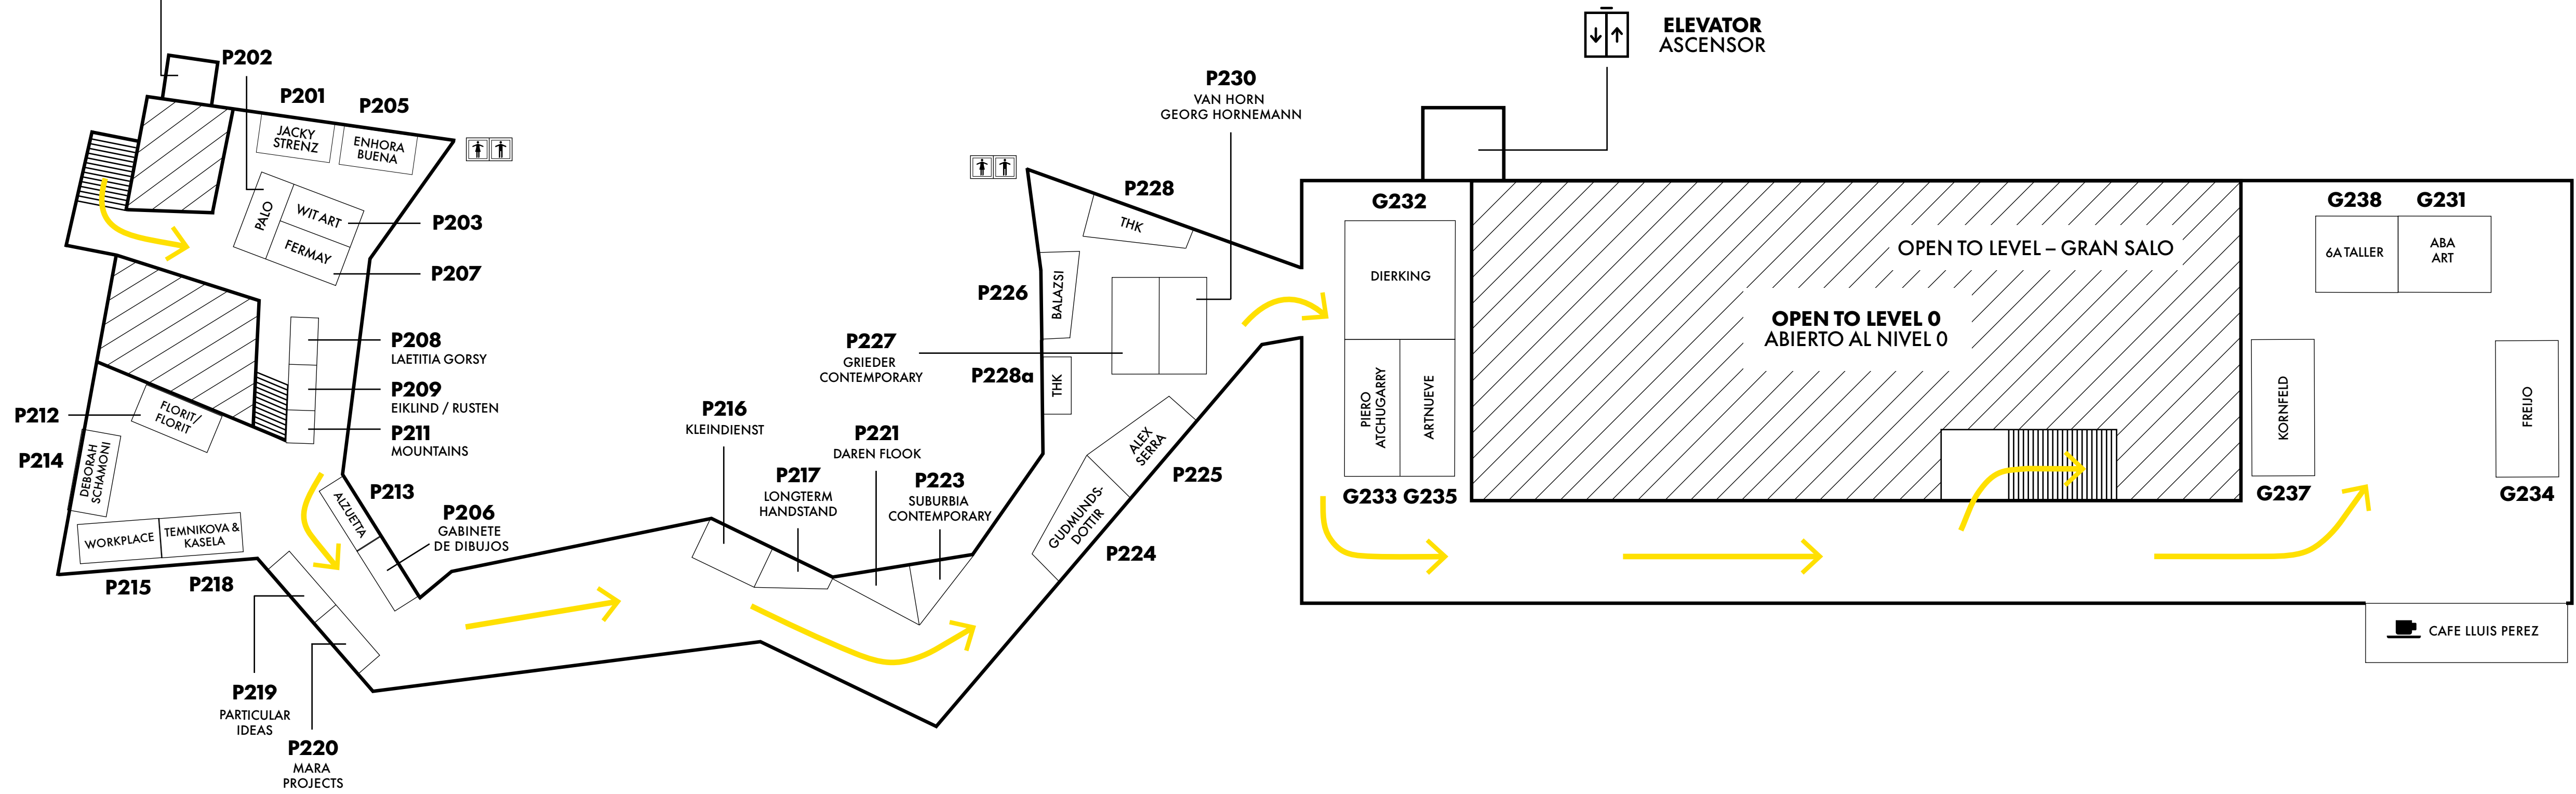 P202
P201
P205
JACKY
STRENZ
ENHORA
BUENA
PALO
WIT ART
FERMAY
P203
P207
P208
LAETITIA GORSY
P209
EIKLIND / RUSTEN
P211
MOUNTAINS
P212
FLORIT/
FLORIT
P214
DEBORAH
SCHAMONI
WORKPLACE
TEMNIKOVA &
KASELA
P215
P218
ALZUETTA
P213
P206
GABINETE
DE DIBUJOS
P219
PARTICULAR
IDEAS
P220
MARA
PROJECTS
P216
KLEINDIENST
P217
LONGTERM
HANDSTAND
P221
DAREN FLOOK
P223
SUBURBIA
CONTEMPORARY
P230
VAN HORN
GEORG HORNEMANN
P228
THK
P226
BALAZSI
P227
GRIEDER
CONTEMPORARY
P228a
THK
ALEX
SERRA
P225
GUDMUNDS-
DOTTIR
P224
ELEVATOR
ASCENSOR
G232
DIERKING
PIERO
ATCHUGARRY
ARTNUEVE
G233 G235
OPEN TO LEVEL – GRAN SALO
OPEN TO LEVEL 0
ABIERTO AL NIVEL 0
G238
G231
6A TALLER
ABA
ART
KORNFELD
G237
FREIJO
G234
CAFE LLUIS PEREZ